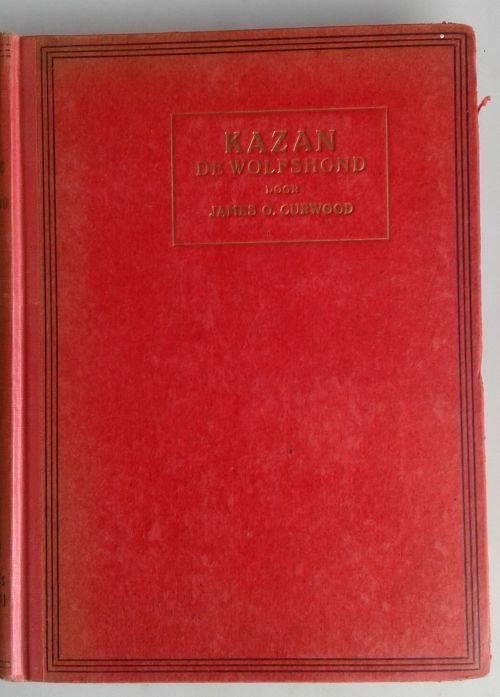 KAZAN
DE WOLFSHOND
DOOR
JAMES O. CURWOOD